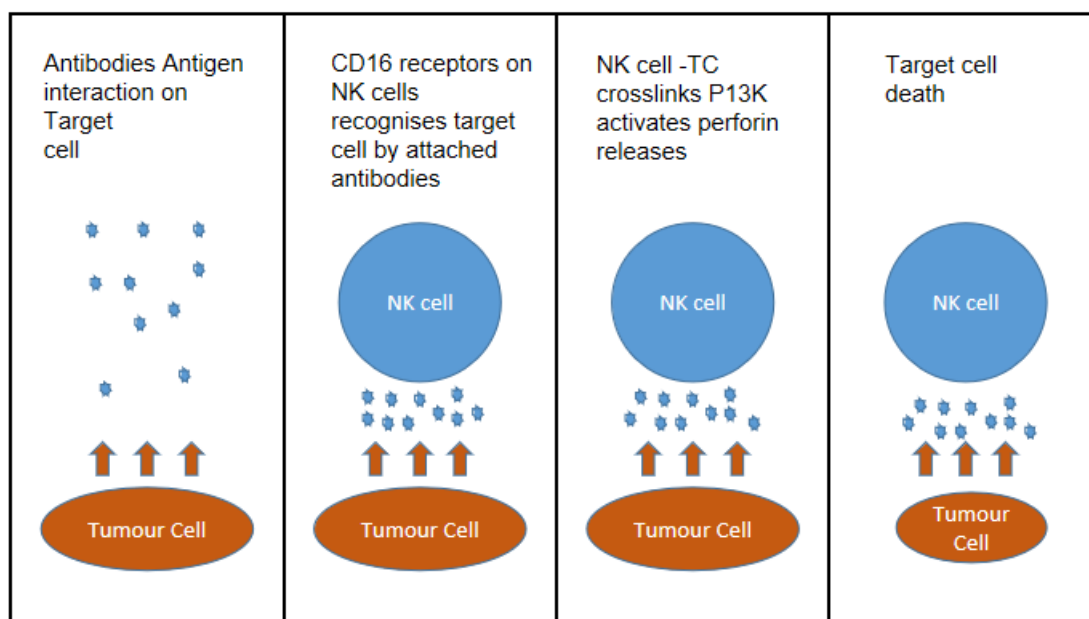 Antibodies Antigen
interaction on
Target
cell
CD16 receptors on
NK cells
recognises target
cell by attached
antibodies
NK cell -TC
crosslinks P13K
activates perforin
releases
Target cell
death
NK cell
NK cell
NK cell
Tumour Cell
Tumour Cell
Tumour Cell
Tumour
Cell